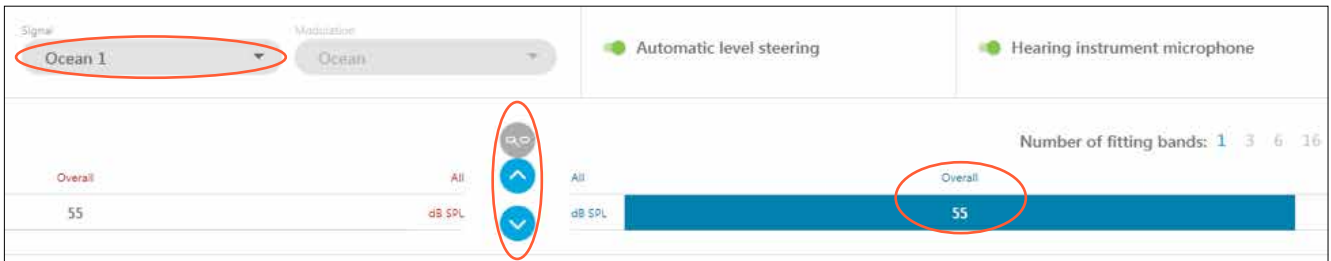 Signal
Modulation
Ocean 1
Ocean
Automatic level steering
Hearing instrument microphone
Number of fitting bands: 1 3 6 16
Overall
All
All
Overall
55
dB SPL
dB SPL
55